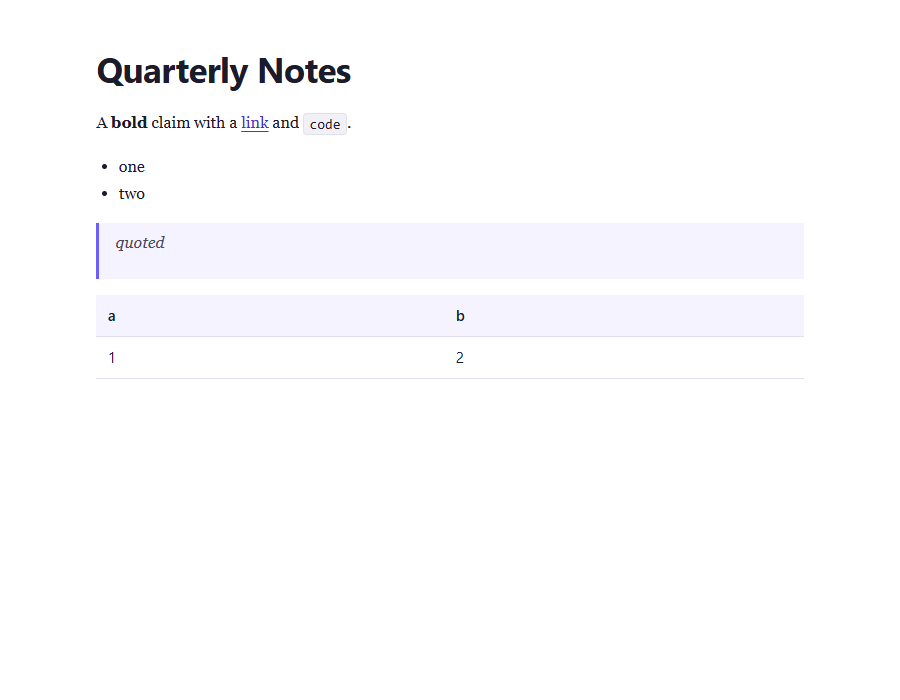 Quarterly Notes
A bold claim with a link and code.
one
two
quoted
a b
1 2